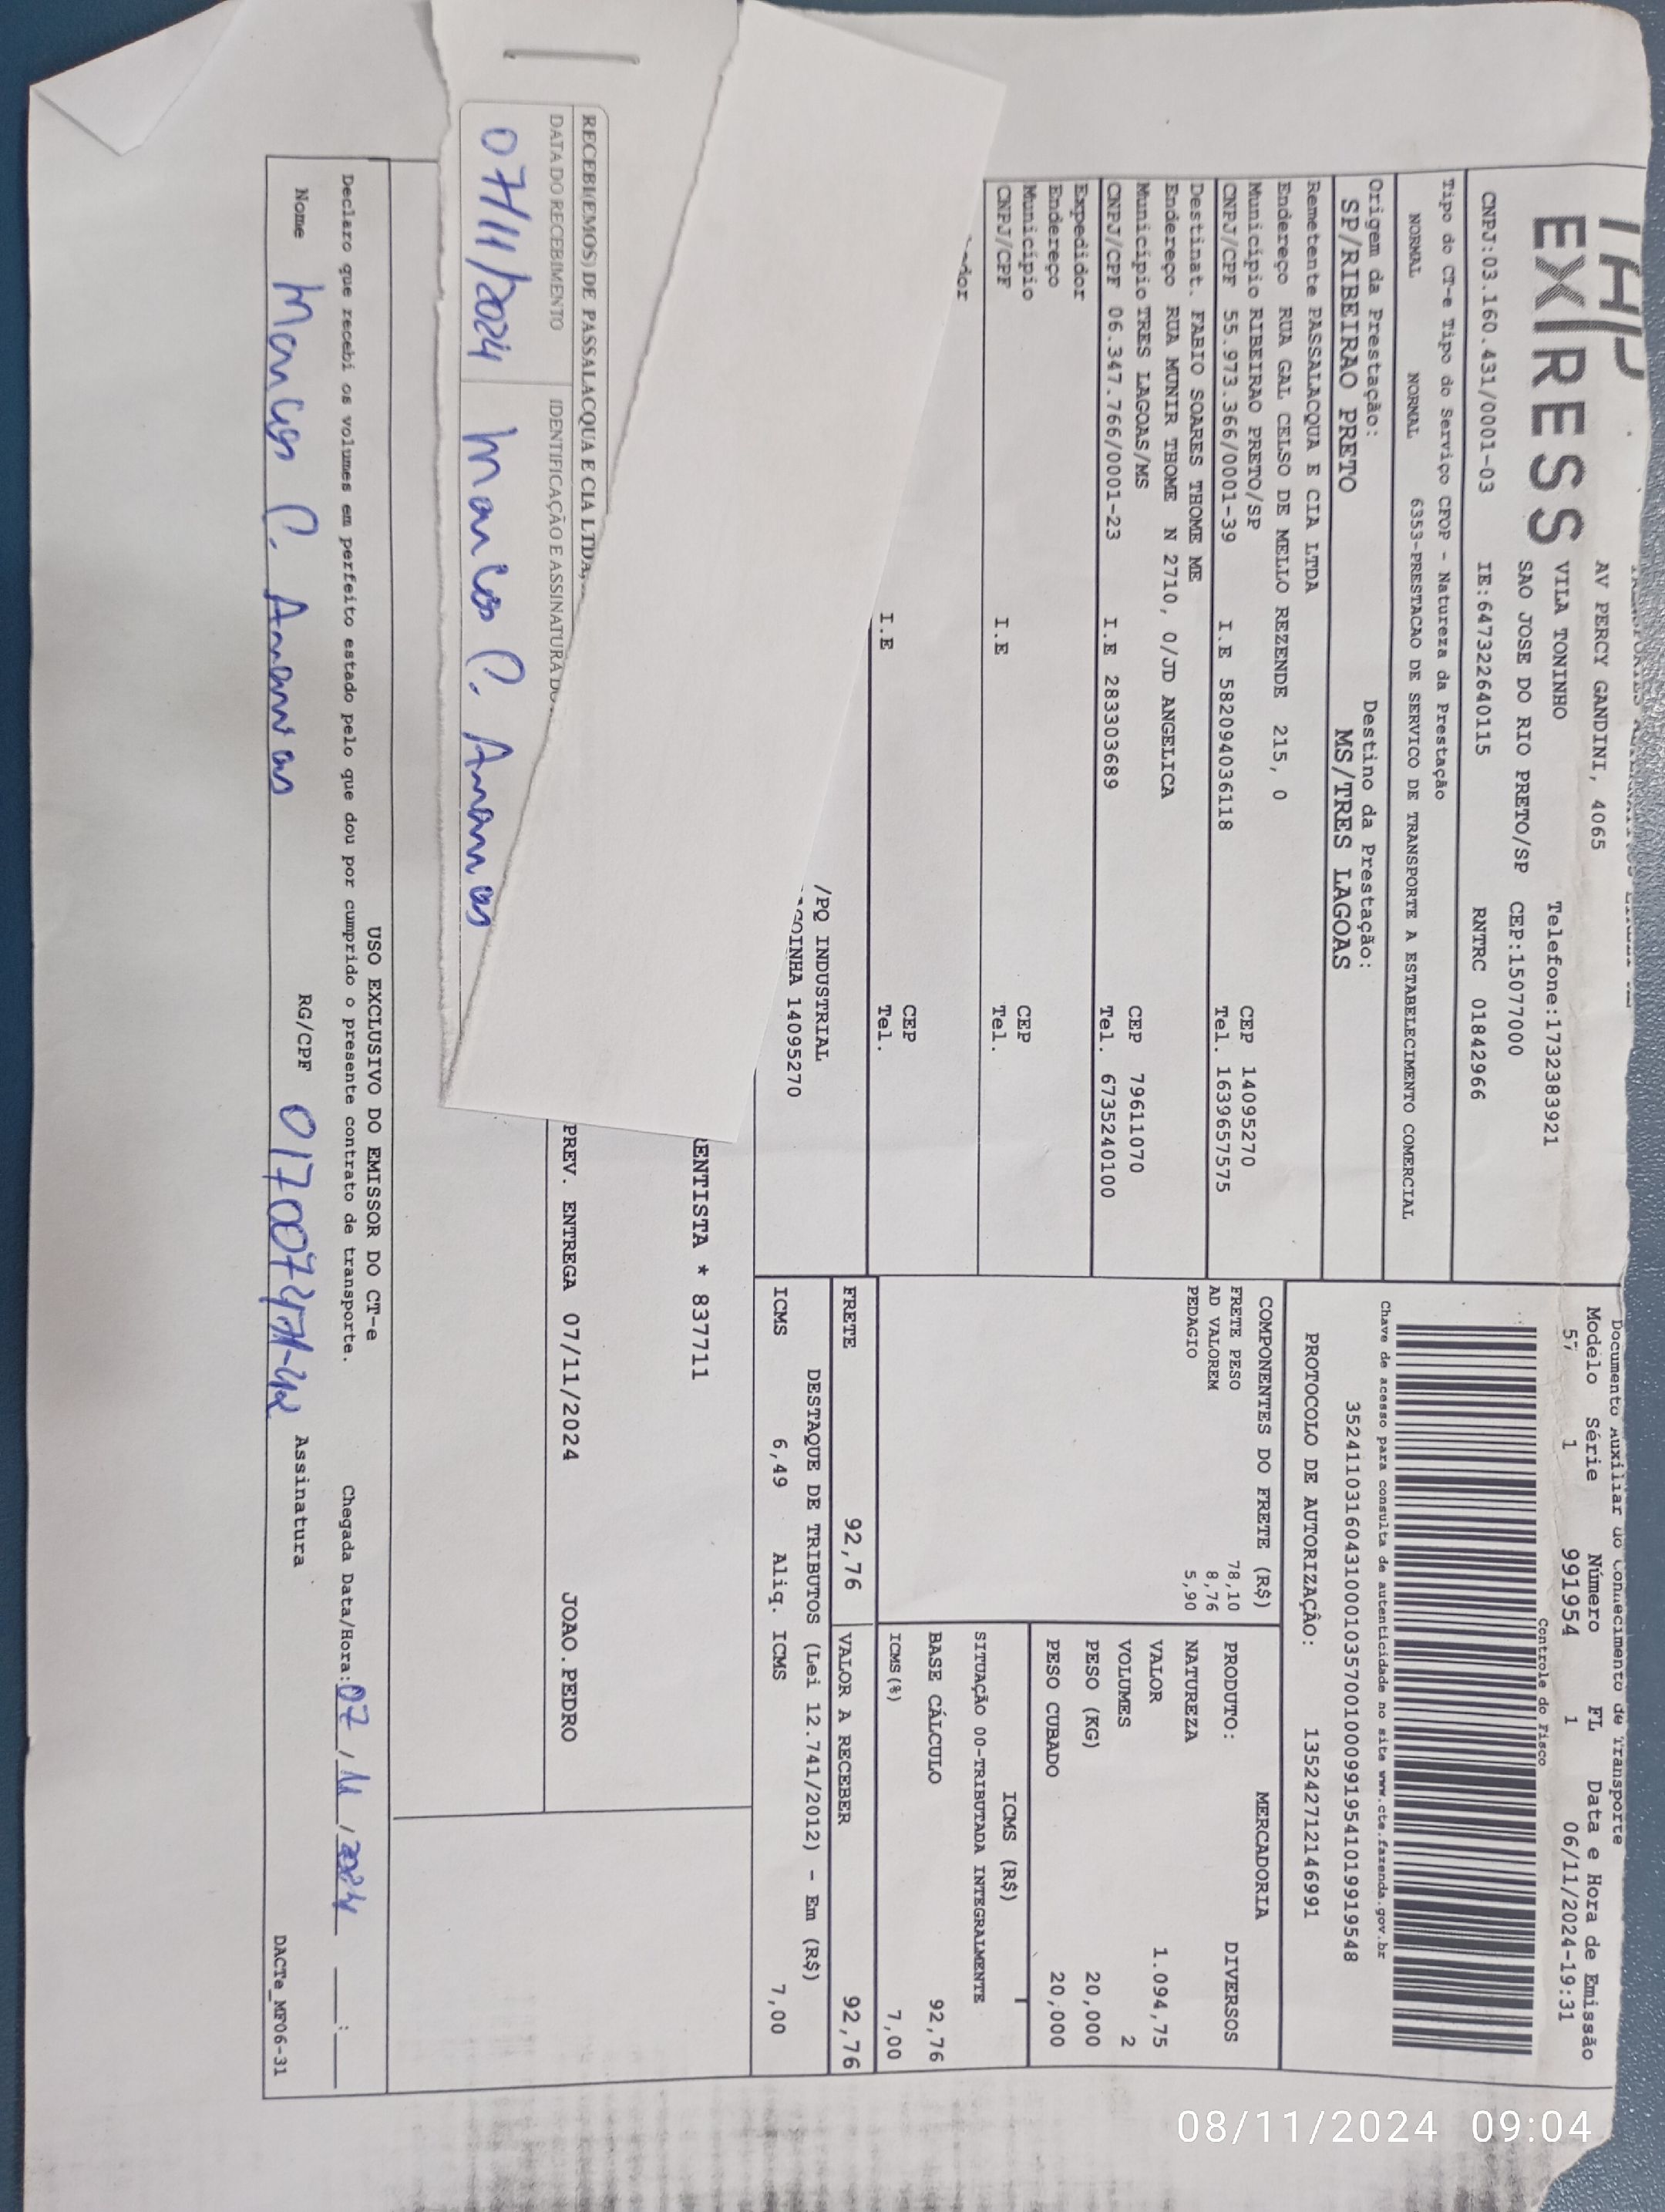 EXPRESS
AV PERCY GANDINI, 4065
VILA TONINHO Telefone:1732383921
SAO JOSE DO RIO PRETO/SP CEP:15077000
CNPJ:03.160.431/0001-03 IE:647322640115 RNTRC 01842966
Documento Auxiliar do Conhecimento de Transporte
Modelo Série Número FL Data e Hora de Emissão
57 1 991954 1 06/11/2024-19:31
Controle do Fisco
Tipo do CT-e Tipo do Serviço CFOP - Natureza da Prestação
NORMAL NORMAL 6353-PRESTACAO DE SERVICO DE TRANSPORTE A ESTABELECIMENTO COMERCIAL
Chave de acesso para consulta de autenticidade no site www.cte.fazenda.gov.br
35241103160431000103570010009919541019919548
Origem da Prestação: Destino da Prestação:
SP/RIBEIRAO PRETO MS/TRES LAGOAS
PROTOCOLO DE AUTORIZAÇÃO: 135242712146991
Remetente PASSALACQUA E CIA LTDA
Endereço RUA GAL CELSO DE MELLO REZENDE 215, 0
Município RIBEIRAO PRETO/SP CEP 14095270
CNPJ/CPF 55.973.366/0001-39 I.E 582094036118 Tel. 1639657575
Destinat. FABIO SOARES THOME ME
Endereço RUA MUNIR THOME N 2710, 0/JD ANGELICA
Município TRES LAGOAS/MS CEP 79611070
CNPJ/CPF 06.347.766/0001-23 I.E 283303689 Tel. 6735240100
Expedidor
Endereço
Município CEP
CNPJ/CPF I.E Tel.
CEP
I.E Tel.
/PQ INDUSTRIAL
14095270
COMPONENTES DO FRETE (R$)
FRETE PESO 78,10
AD VALOREM 8,76
PEDAGIO 5,90
MERCADORIA
PRODUTO: DIVERSOS
NATUREZA
VALOR 1.094,75
VOLUMES 2
PESO (KG) 20,000
PESO CUBADO 20,000
ICMS (R$)
SITUAÇÃO 00-TRIBUTADA INTEGRALMENTE
BASE CÁLCULO 92,76
ICMS(%) 7,00
FRETE 92,76 VALOR A RECEBER 92,76
DESTAQUE DE TRIBUTOS (Lei 12.741/2012) - Em (R$)
ICMS 6,49 Aliq. ICMS 7,00
ENTISTA * 837711
PREV. ENTREGA 07/11/2024 JOAO.PEDRO
RECEBI(EMOS) DE PASSALACQUA E CIA LTDA,
DATA DO RECEBIMENTO IDENTIFICAÇÃO E ASSINATURA DO
07/11/2024 C.
USO EXCLUSIVO DO EMISSOR DO CT-e
Declaro que recebi os volumes em perfeito estado pelo que dou por cumprido o presente contrato de transporte. Chegada Data/Hora: 07/11/2024
Nome C. RG/CPF Assinatura
DACTe_MF06-31
08/11/2024 09:04